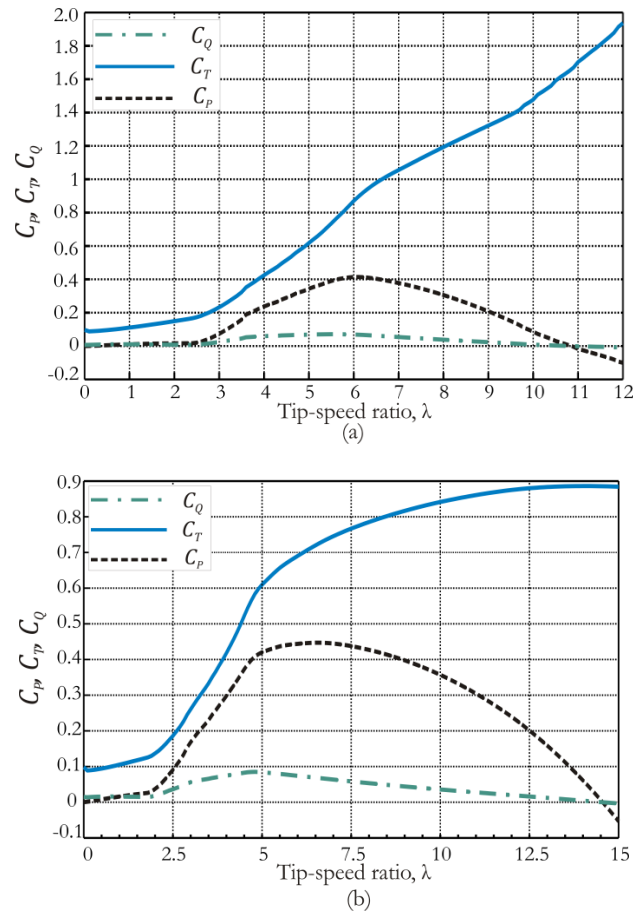 2.0
1.8
1.6
1.4
1.2
1
0.8
0.6
0.4
0.2
0
-0.2
C_P, C_T, C_Q
C_Q
C_T
C_P
0 1 2 3 4 5 6 7 8 9 10 11 12
Tip-speed ratio, λ
(a)
0.9
0.9
0.7
0.6
0.5
0.4
0.3
0.2
0.1
0
-0.1
C_P, C_T, C_Q
C_Q
C_T
C_P
0 2.5 5 7.5 10 12.5 15
Tip-speed ratio, λ
(b)